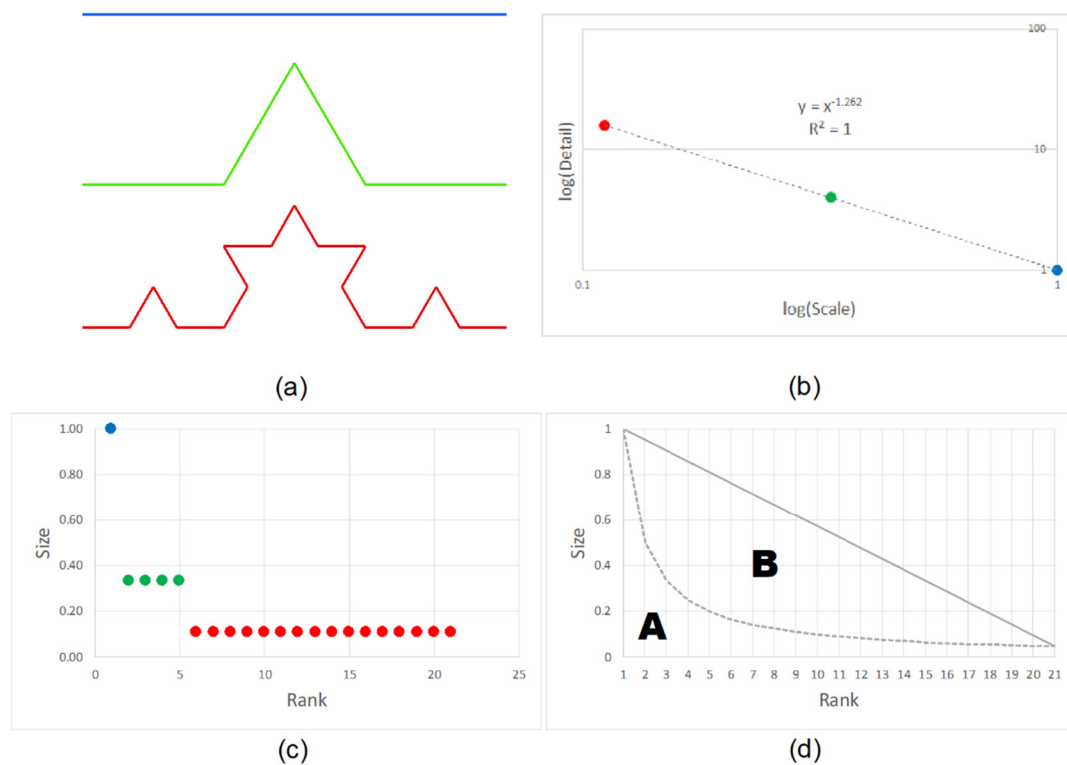 100
y = x^-1.262
R² = 1
log(Detail)
10
1
0.1
1
log(Scale)
(a)
(b)
1.00
0.80
0.60
Size
0.40
0.20
0.00
0 5 10 15 20 25
Rank
(c)
1
0.8
0.6
Size
B
0.4
0.2
A
0
1 2 3 4 5 6 7 8 9 10 11 12 13 14 15 16 17 18 19 20 21
Rank
(d)